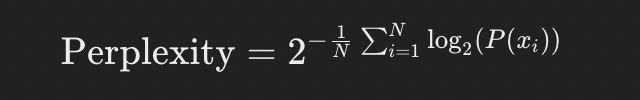 Perplexity = 2^{-\frac{1}{N} \sum_{i=1}^{N} \log_2(P(x_i))}